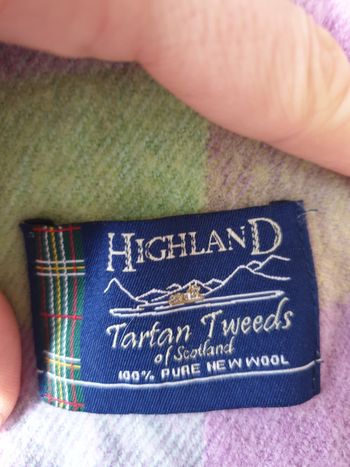 HIGHLAND
Tartan Tweeds
of Scotland
100% PURE NEW WOOL